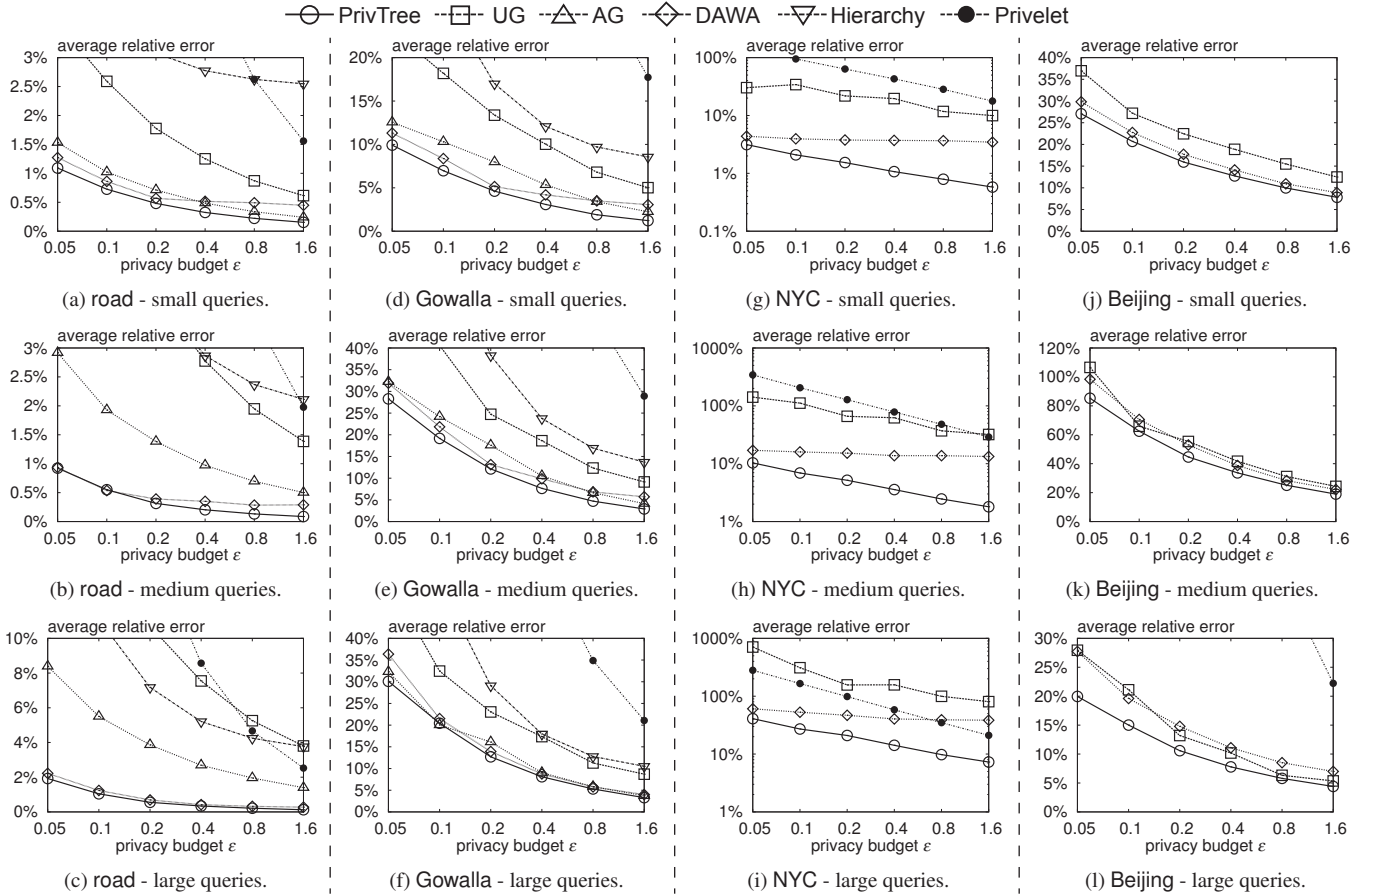 PrivTree UG AG DAWA Hierarchy Privelet
average relative error
3%
2.5%
2%
1.5%
1%
0.5%
0%
0.05 0.1 0.2 0.4 0.8 1.6
privacy budget ε
(a) road - small queries.
average relative error
20%
15%
10%
5%
0%
0.05 0.1 0.2 0.4 0.8 1.6
privacy budget ε
(d) Gowalla - small queries.
average relative error
100%
10%
1%
0.1%
0.05 0.1 0.2 0.4 0.8 1.6
privacy budget ε
(g) NYC - small queries.
average relative error
40%
35%
30%
25%
20%
15%
10%
5%
0%
0.05 0.1 0.2 0.4 0.8 1.6
privacy budget ε
(j) Beijing - small queries.
average relative error
3%
2.5%
2%
1.5%
1%
0.5%
0%
0.05 0.1 0.2 0.4 0.8 1.6
privacy budget ε
(b) road - medium queries.
average relative error
40%
35%
30%
25%
20%
15%
10%
5%
0%
0.05 0.1 0.2 0.4 0.8 1.6
privacy budget ε
(e) Gowalla - medium queries.
average relative error
1000%
100%
10%
1%
0.05 0.1 0.2 0.4 0.8 1.6
privacy budget ε
(h) NYC - medium queries.
average relative error
120%
100%
80%
60%
40%
20%
0%
0.05 0.1 0.2 0.4 0.8 1.6
privacy budget ε
(k) Beijing - medium queries.
average relative error
10%
8%
6%
4%
2%
0%
0.05 0.1 0.2 0.4 0.8 1.6
privacy budget ε
(c) road - large queries.
average relative error
40%
35%
30%
25%
20%
15%
10%
5%
0%
0.05 0.1 0.2 0.4 0.8 1.6
privacy budget ε
(f) Gowalla - large queries.
average relative error
1000%
100%
10%
1%
0.05 0.1 0.2 0.4 0.8 1.6
privacy budget ε
(i) NYC - large queries.
average relative error
30%
25%
20%
15%
10%
5%
0%
0.05 0.1 0.2 0.4 0.8 1.6
privacy budget ε
(l) Beijing - large queries.